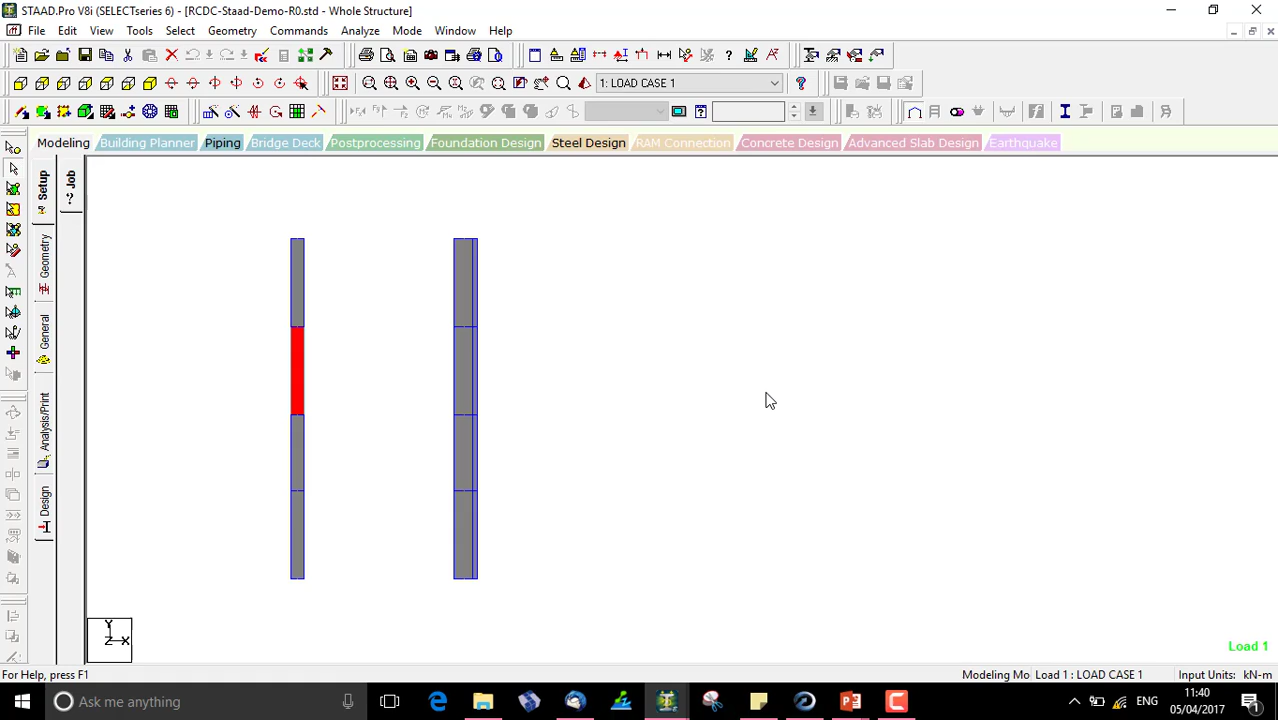 STAAD.Pro V8i (SELECTseries 6) - [RCDC-Staad-Demo-R0.std - Whole Structure]
File Edit View Tools Select Geometry Commands Analyze Mode Window Help
1: LOAD CASE 1
Modeling Building Planner Piping Bridge Deck Postprocessing Foundation Design Steel Design RAM Connection Concrete Design Advanced Slab Design Earthquake
Setup
Job
Geometry
General
Analysis/Print
Design
Y
Z X
Load 1
For Help, press F1
Modeling Mo Load 1 : LOAD CASE 1 Input Units: kN-m
Ask me anything
ENG
11:40
05/04/2017